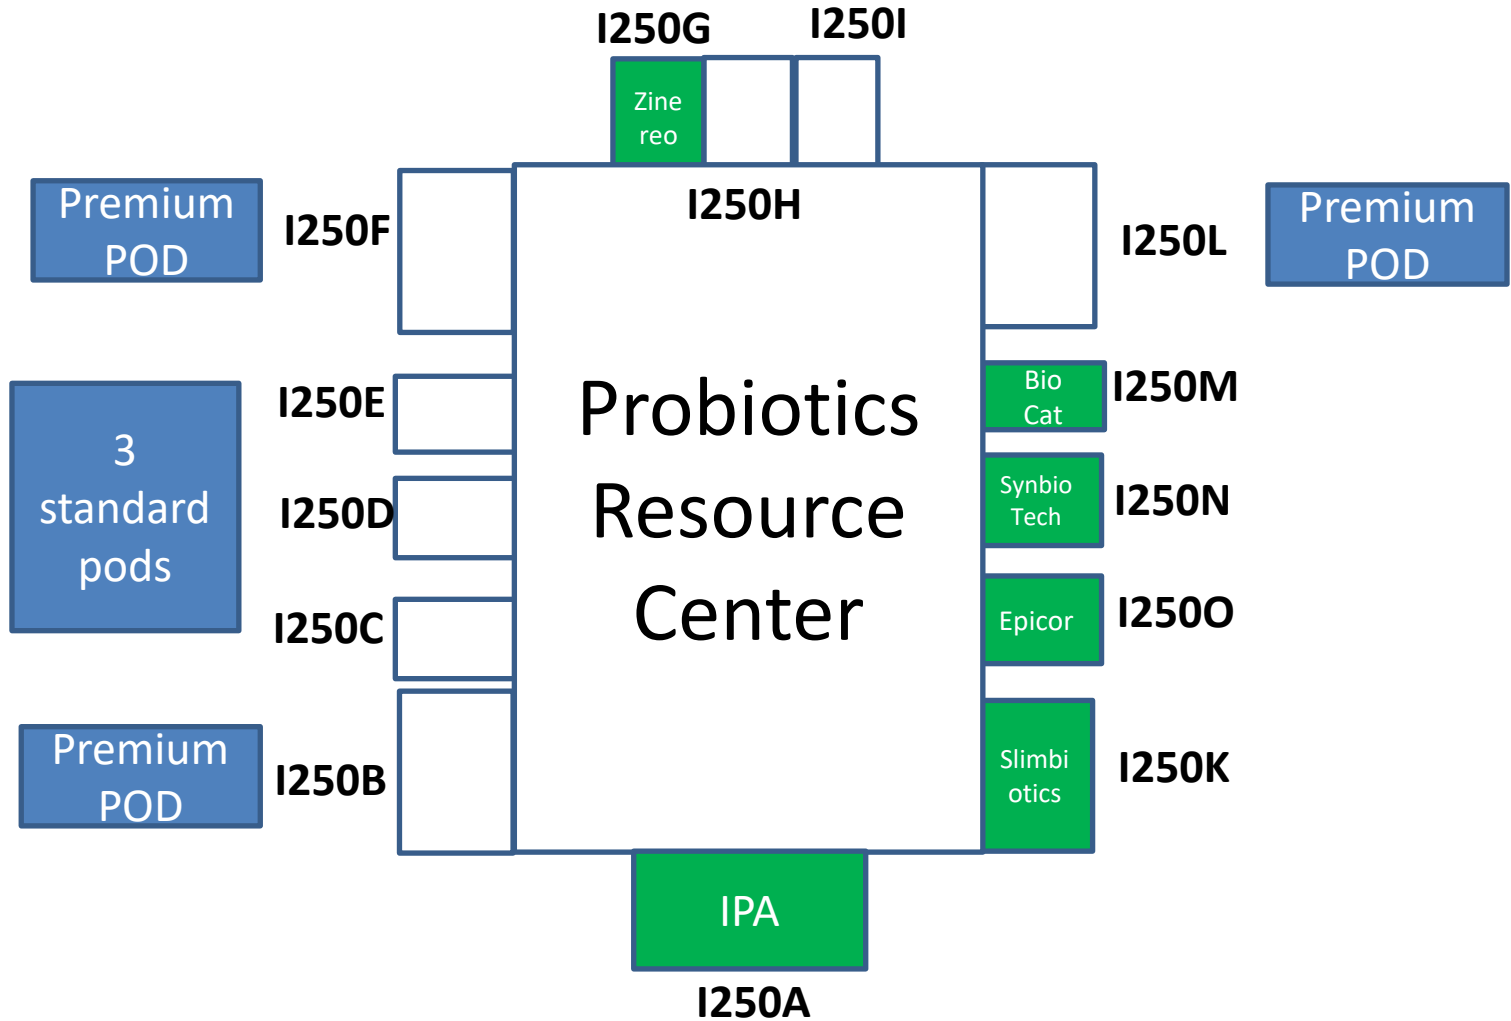 I250G
I250I
Zine
reo
Premium
POD
I250F
I250H
I250L
Premium
POD
3
standard
pods
I250E
I250D
I250C
Probiotics
Resource
Center
Bio
Cat
I250M
Synbio
Tech
I250N
Epicor
I250O
Premium
POD
I250B
Slimbi
otics
I250K
IPA
I250A